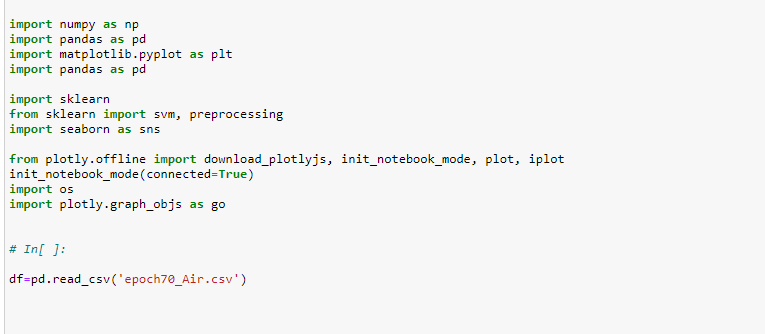 import numpy as np
import pandas as pd
import matplotlib.pyplot as plt
import pandas as pd
import sklearn
from sklearn import svm, preprocessing
import seaborn as sns
from plotly.offline import download_plotlyjs, init_notebook_mode, plot, iplot
init_notebook_mode(connected=True)
import os
import plotly.graph_objs as go
# In[ ]:
df=pd.read_csv('epoch70_Air.csv')